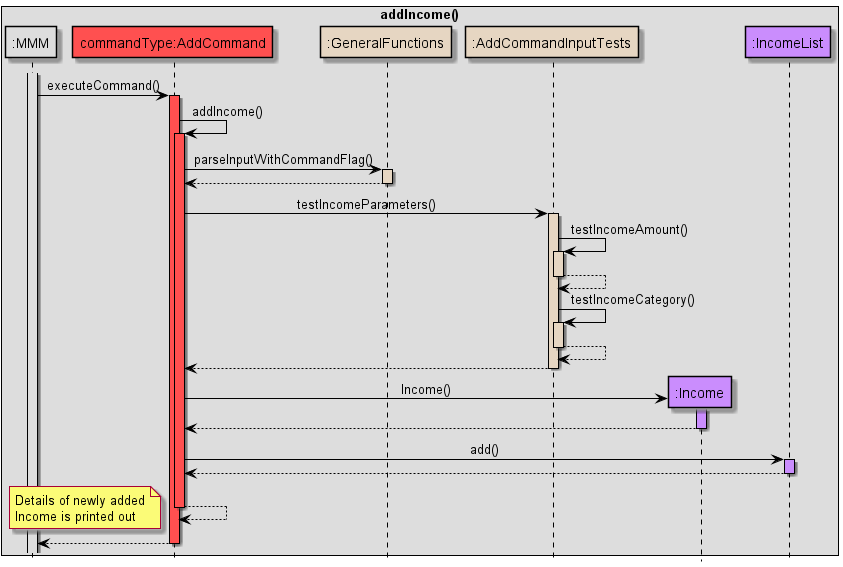 addIncome()
:MMM
commandType:AddCommand
:GeneralFunctions
:AddCommandInputTests
:IncomeList
executeCommand()
addIncome()
parseInputWithCommandFlag()
testIncomeParameters()
testIncomeAmount()
testIncomeCategory()
:Income
Income()
add()
Details of newly added
Income is printed out